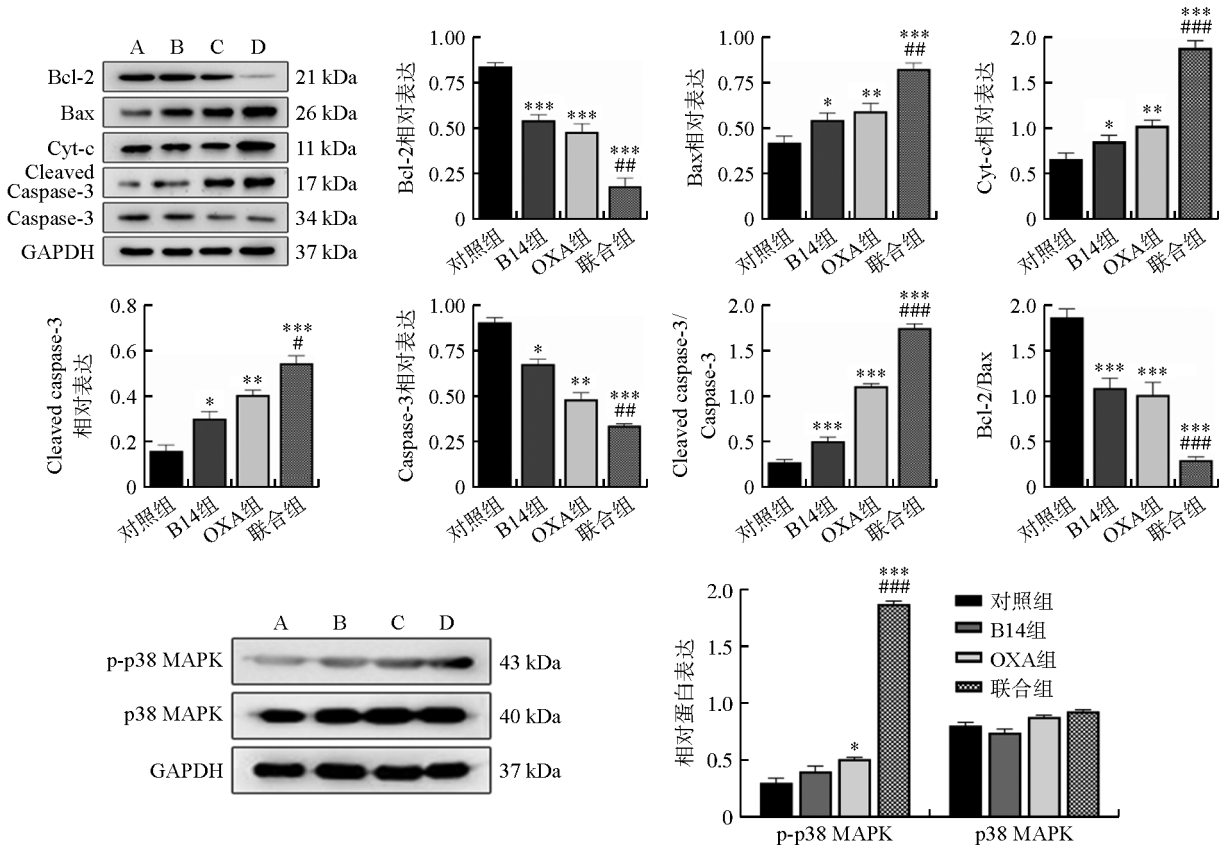 A B C D
Bcl-2 21 kDa
Bax 26 kDa
Cyt-c 11 kDa
Cleaved
Caspase-3 17 kDa
Caspase-3 34 kDa
GAPDH 37 kDa
Bcl-2相对表达
1.00
0.75
0.50
0.25
0
***
***
***
##
对照组 B14组 OXA组 联合组
Bax相对表达
1.00
0.75
0.50
0.25
0
*
**
***
##
对照组 B14组 OXA组 联合组
Cyt-c相对表达
2.0
1.5
1.0
0.5
0
*
**
***
###
对照组 B14组 OXA组 联合组
Cleaved caspase-3
相对表达
0.8
0.6
0.4
0.2
0
*
**
***
#
对照组 B14组 OXA组 联合组
Caspase-3相对表达
1.00
0.75
0.50
0.25
0
*
**
***
##
对照组 B14组 OXA组 联合组
Cleaved caspase-3/
Caspase-3
2.0
1.5
1.0
0.5
0
***
***
***
###
对照组 B14组 OXA组 联合组
Bcl-2/Bax
2.0
1.5
1.0
0.5
0
***
***
***
###
对照组 B14组 OXA组 联合组
A B C D
p-p38 MAPK 43 kDa
p38 MAPK 40 kDa
GAPDH 37 kDa
相对蛋白表达
2.0
1.5
1.0
0.5
0
*
***
###
p-p38 MAPK p38 MAPK
对照组
B14组
OXA组
联合组